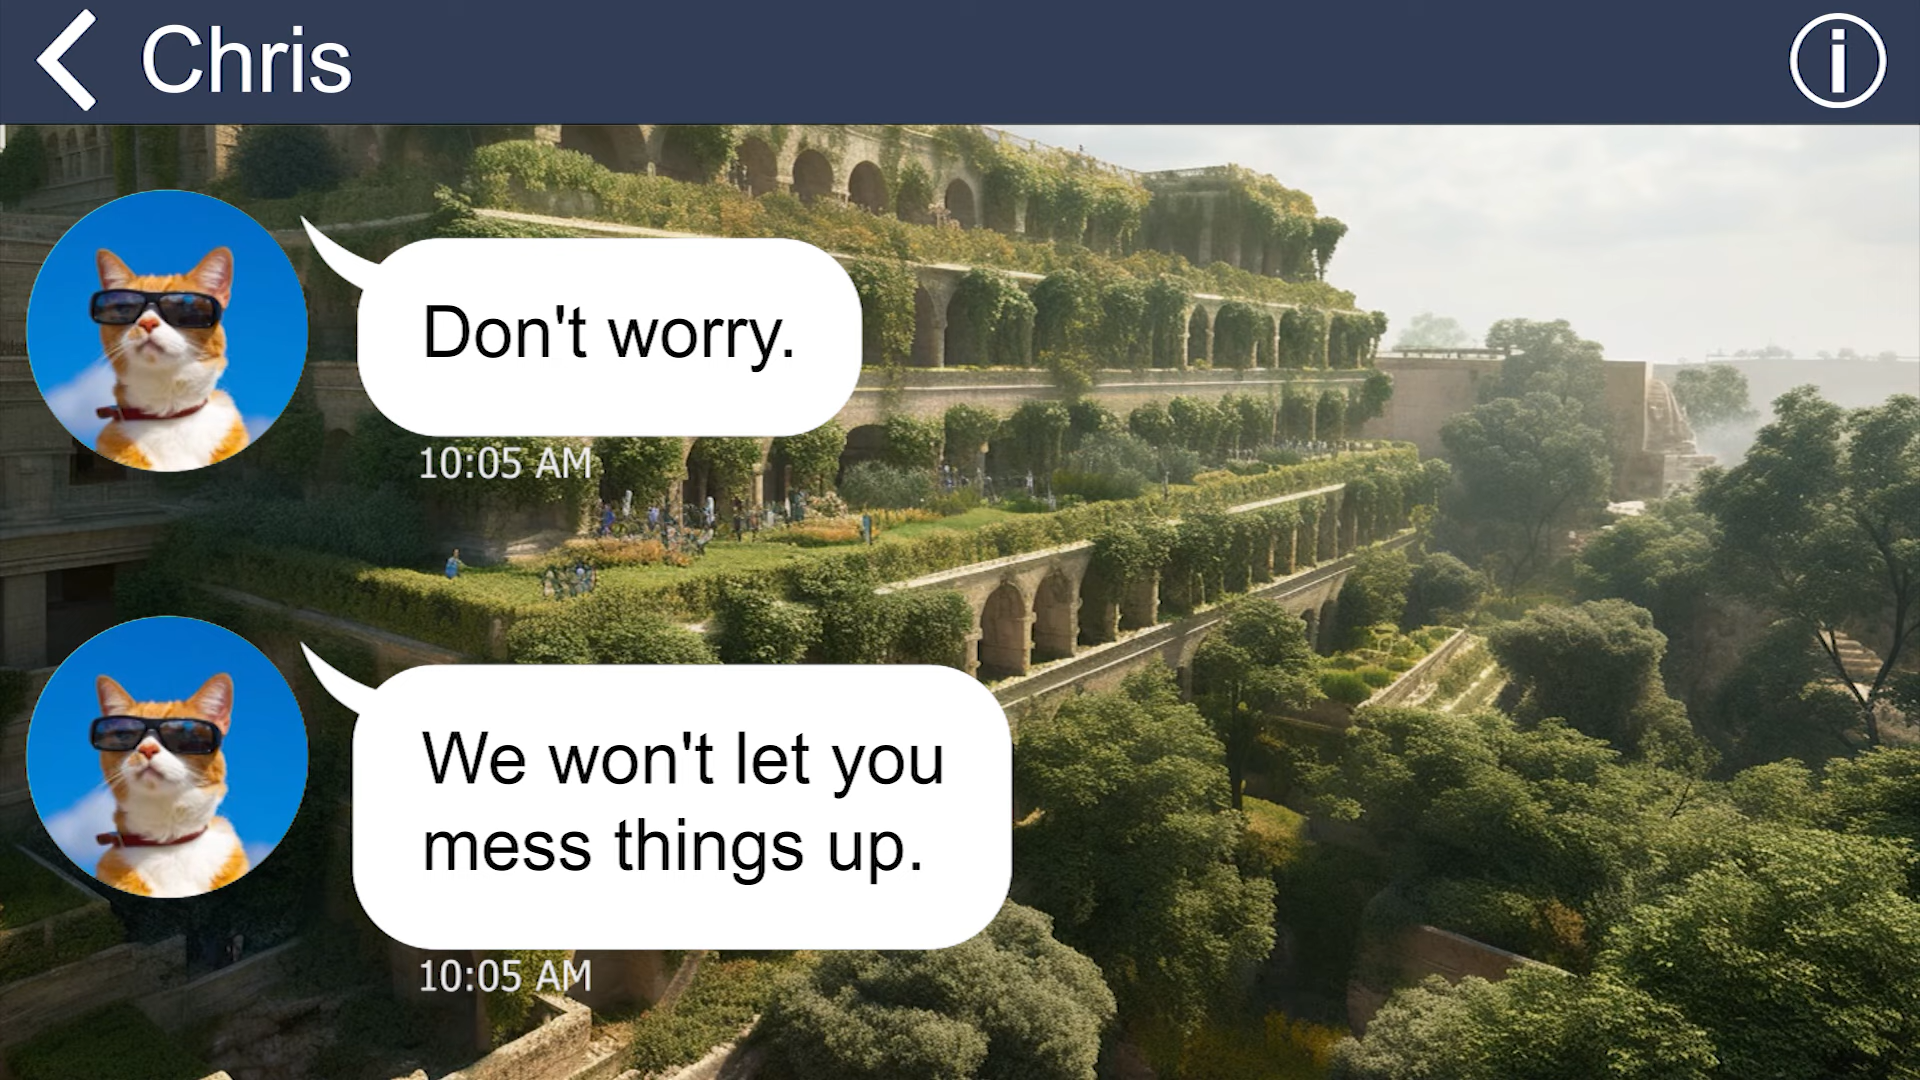 Chris
Don't worry.
10:05 AM
We won't let you
mess things up.
10:05 AM